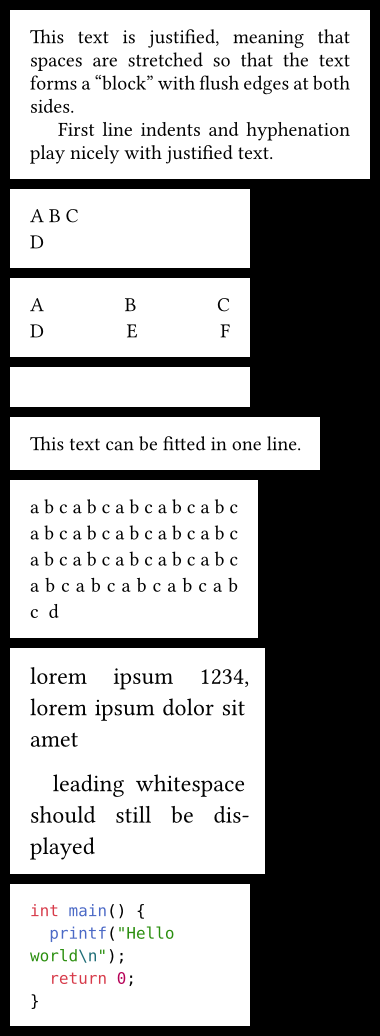 This text is justified, meaning that
spaces are stretched so that the text
forms a “block” with flush edges at both
sides.
First line indents and hyphenation
play nicely with justified text.
A B C
D
A B C
D E F
This text can be fitted in one line.
a b c a b c a b c a b c a b c
a b c a b c a b c a b c a b c
a b c a b c a b c a b c a b c
a b c a b c a b c a b c a b
c d
lorem ipsum 1234,
lorem ipsum dolor sit
amet
leading whitespace
should still be dis-
played
int main() {
  printf("Hello
world\n");
  return 0;
}